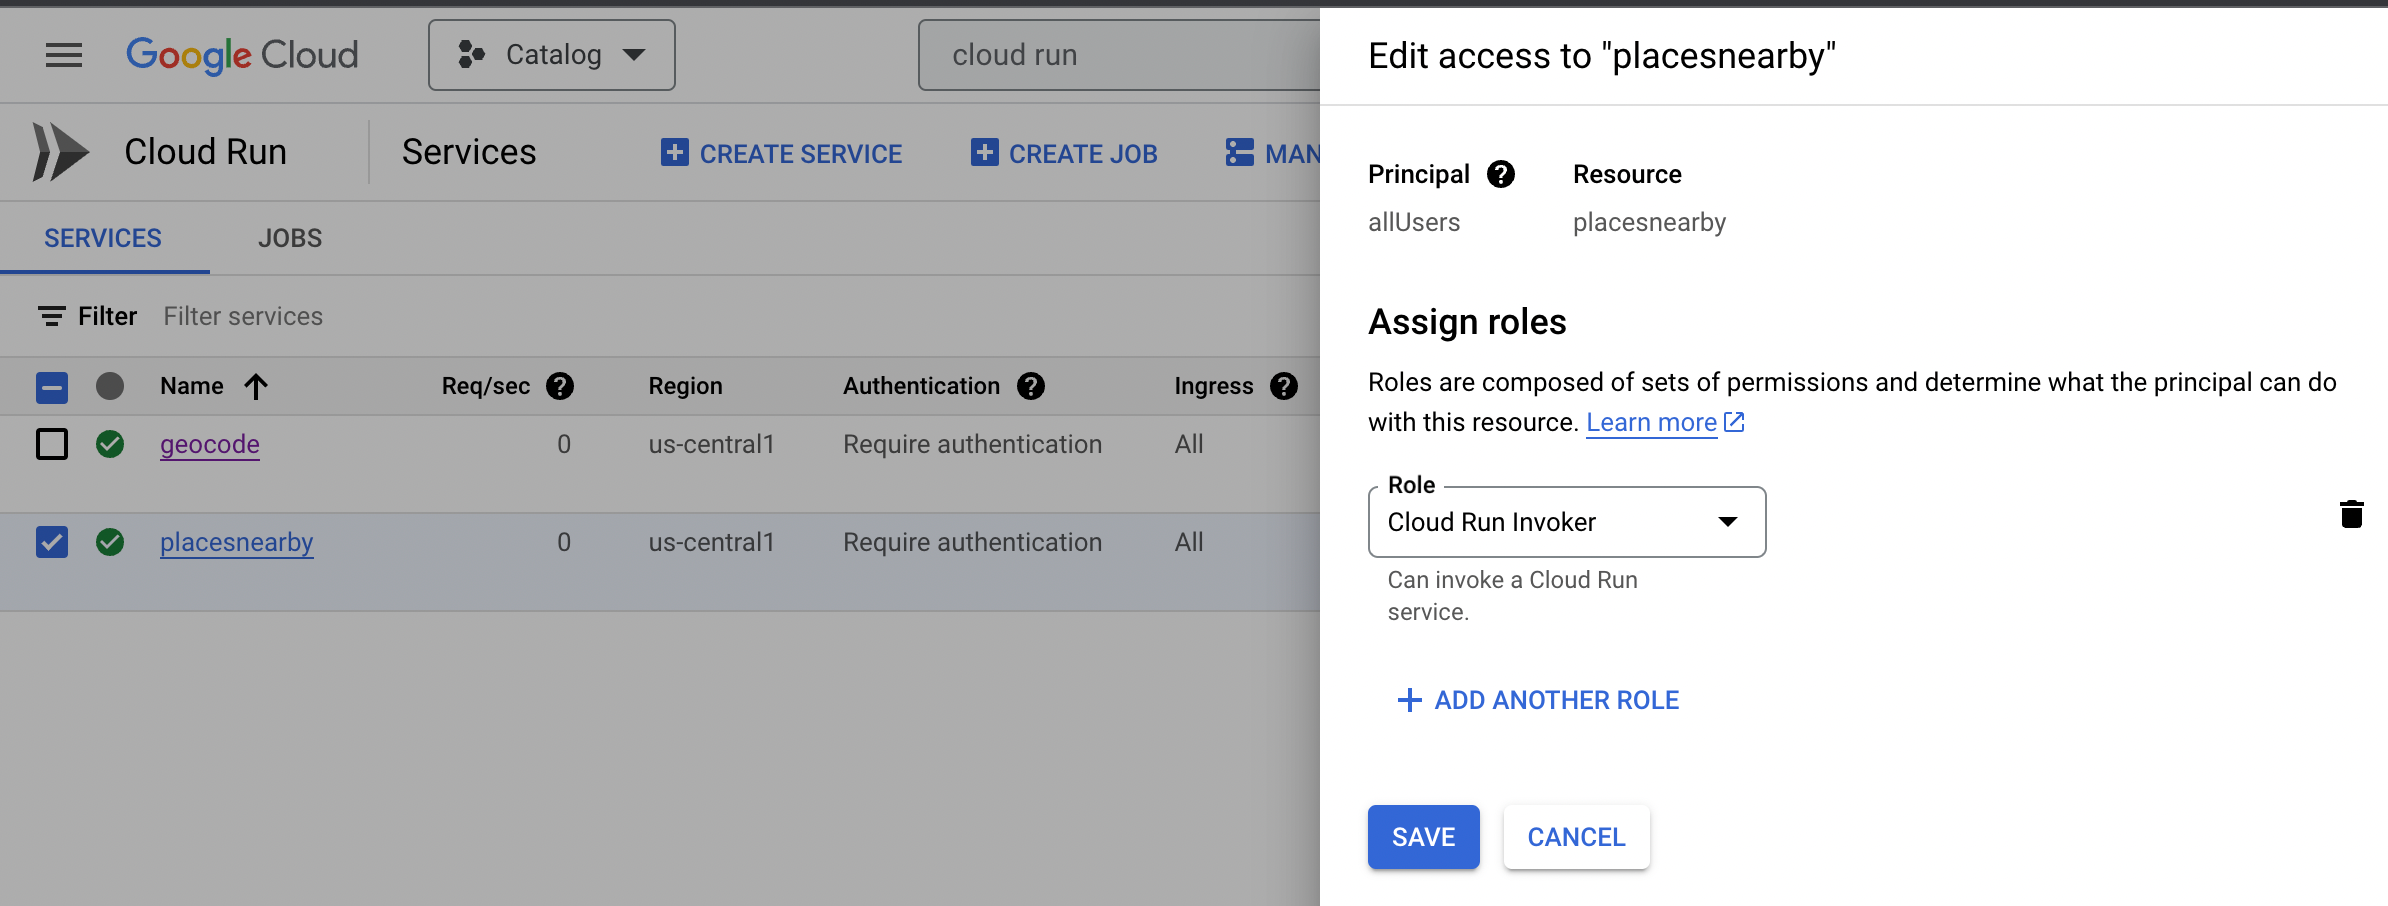 Google Cloud
Catalog
cloud run
Cloud Run
Services
CREATE SERVICE
CREATE JOB
MAN
SERVICES
JOBS
Filter Filter services
Name Req/sec Region Authentication Ingress
geocode 0 us-central1 Require authentication All
placesnearby 0 us-central1 Require authentication All
Edit access to "placesnearby"
Principal Resource
allUsers placesnearby
Assign roles
Roles are composed of sets of permissions and determine what the principal can do
with this resource. Learn more
Role
Cloud Run Invoker
Can invoke a Cloud Run
service.
ADD ANOTHER ROLE
SAVE CANCEL